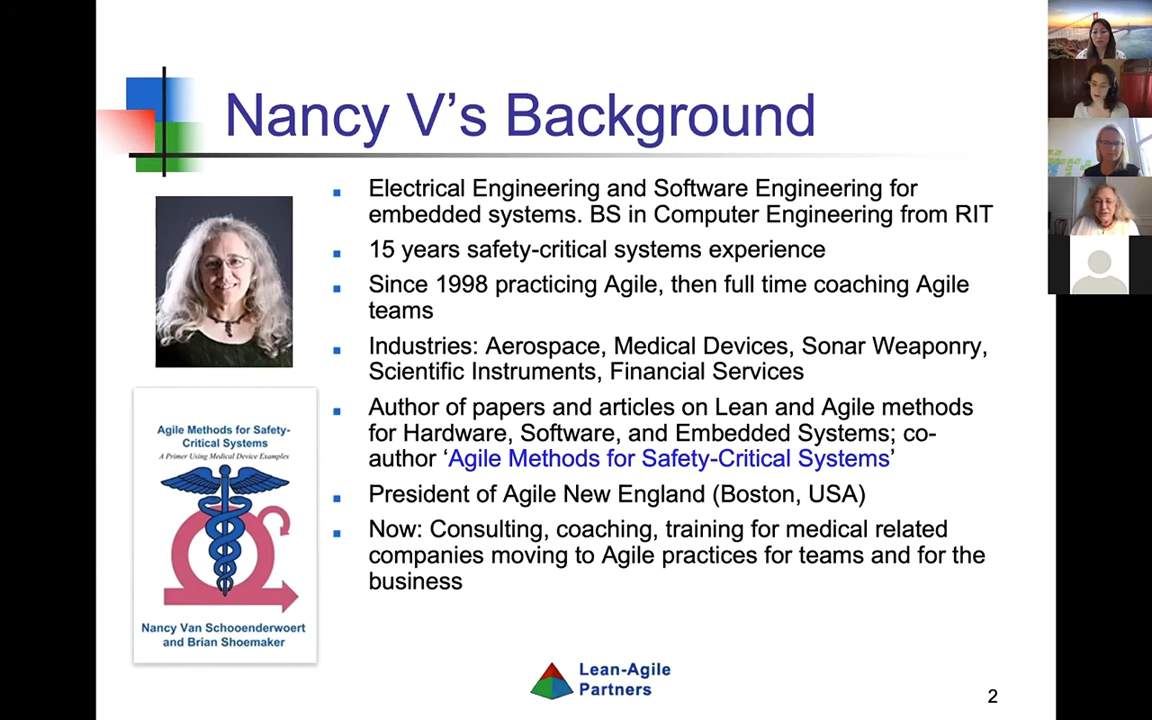 Nancy V's Background
Electrical Engineering and Software Engineering for
embedded systems. BS in Computer Engineering from RIT
15 years safety-critical systems experience
Since 1998 practicing Agile, then full time coaching Agile
teams
Industries: Aerospace, Medical Devices, Sonar Weaponry,
Scientific Instruments, Financial Services
Author of papers and articles on Lean and Agile methods
for Hardware, Software, and Embedded Systems; co-
author ‘Agile Methods for Safety-Critical Systems’
President of Agile New England (Boston, USA)
Now: Consulting, coaching, training for medical related
companies moving to Agile practices for teams and for the
business
Agile Methods for Safety-
Critical Systems
A Primer Using Medical Device Examples
Nancy Van Schooenderwoert
and Brian Shoemaker
Lean-Agile
Partners
2